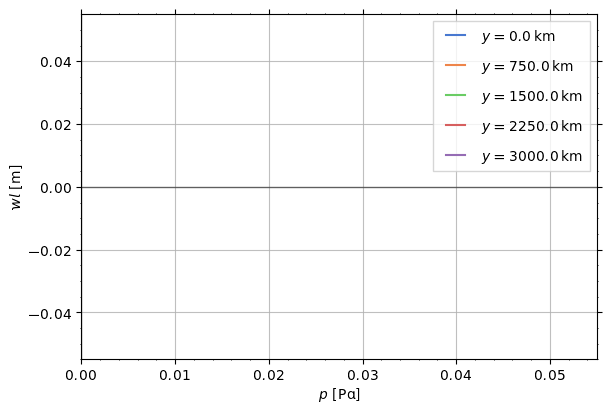 y = 0.0 km
y = 750.0 km
y = 1500.0 km
y = 2250.0 km
y = 3000.0 km
0.04
0.02
0.00
−0.02
−0.04
wl [m]
0.00 0.01 0.02 0.03 0.04 0.05
p [Pa]